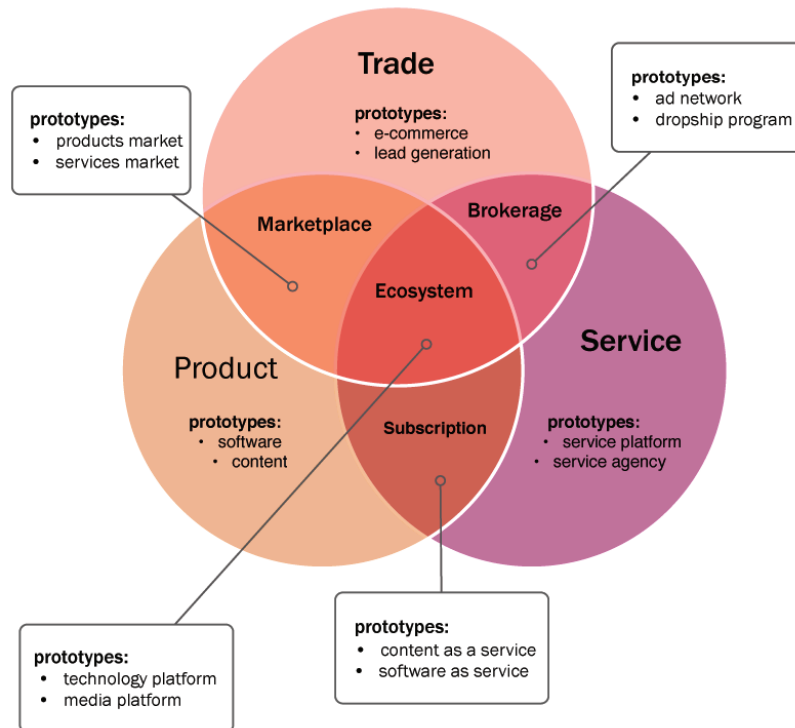 Trade
prototypes:
• e-commerce
• lead generation
prototypes:
• ad network
• dropship program
prototypes:
• products market
• services market
Marketplace
Brokerage
Ecosystem
Product
prototypes:
• software
• content
Service
prototypes:
• service platform
• service agency
Subscription
prototypes:
• technology platform
• media platform
prototypes:
• content as a service
• software as service